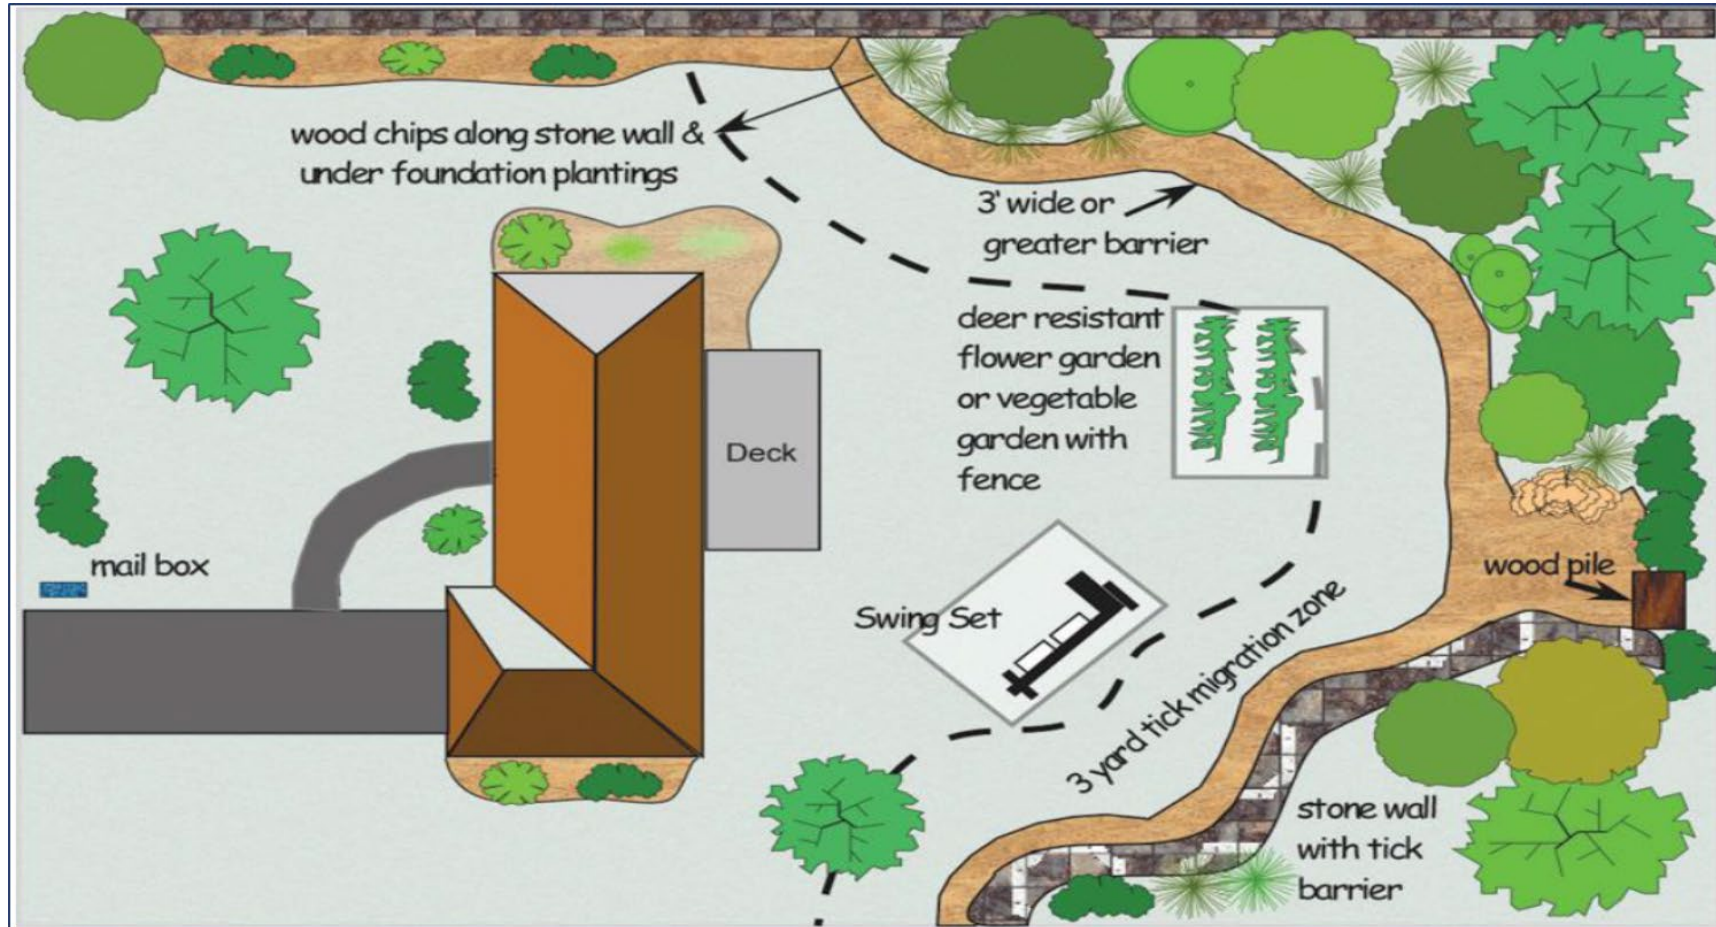 wood chips along stone wall &
under foundation plantings
3' wide or
greater barrier
deer resistant
flower garden
or vegetable
garden with
fence
Deck
mail box
Swing Set
wood pile
3 yard tick migration zone
stone wall
with tick
barrier